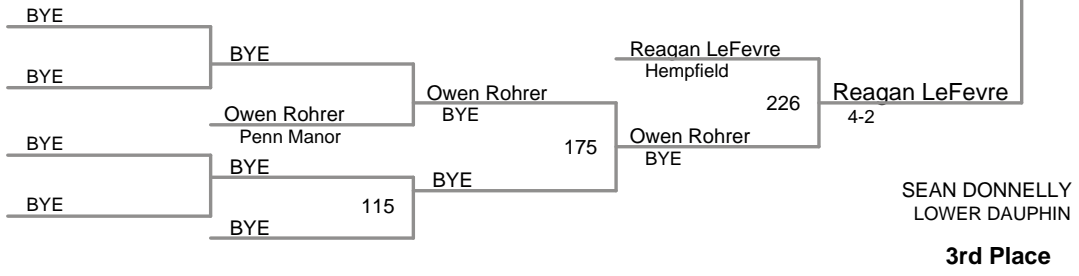 BYE
BYE
BYE
Owen Rohrer
Penn Manor
BYE
BYE
BYE
115
BYE
Owen Rohrer
BYE
175
BYE
Reagan LeFevre
Hempfield
226
Owen Rohrer
BYE
Reagan LeFevre
4-2
SEAN DONNELLY
LOWER DAUPHIN
3rd Place